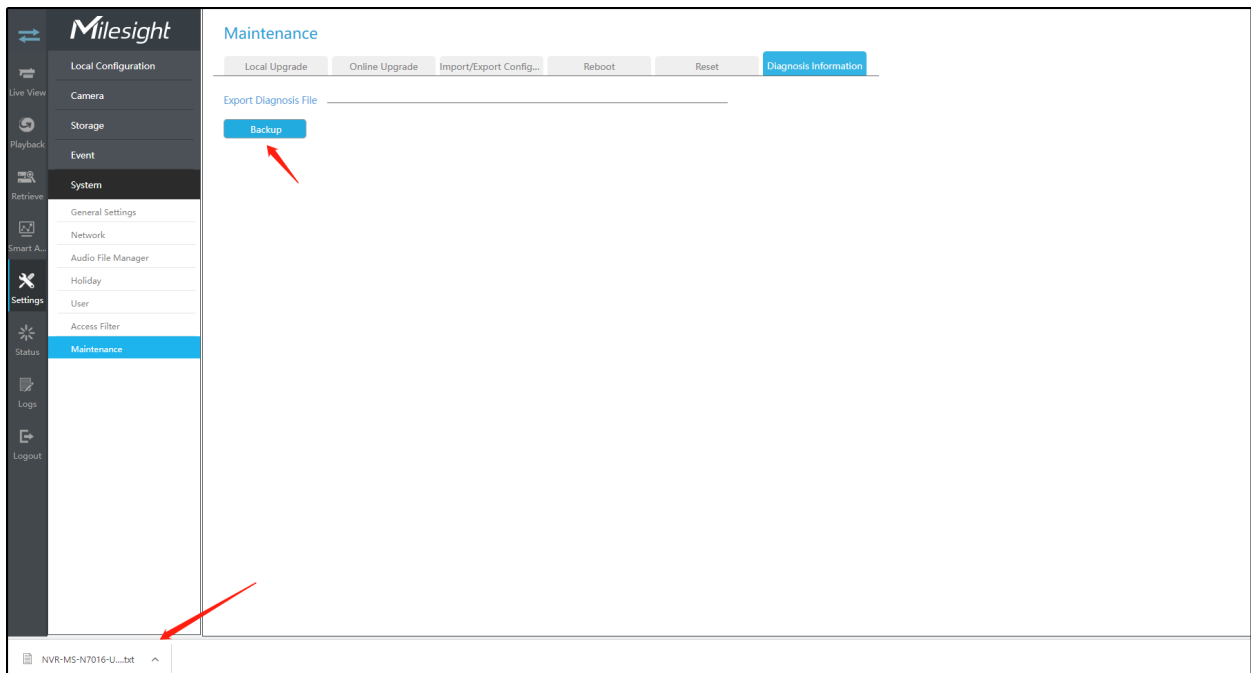 Milesight
Live View
Playback
Retrieve
Smart A...
Settings
Status
Logs
Logout
Local Configuration
Camera
Storage
Event
System
General Settings
Network
Audio File Manager
Holiday
User
Access Filter
Maintenance
Maintenance
Local Upgrade Online Upgrade Import/Export Config... Reboot Reset Diagnosis Information
Export Diagnosis File
Backup
NVR-MS-N7016-U....txt